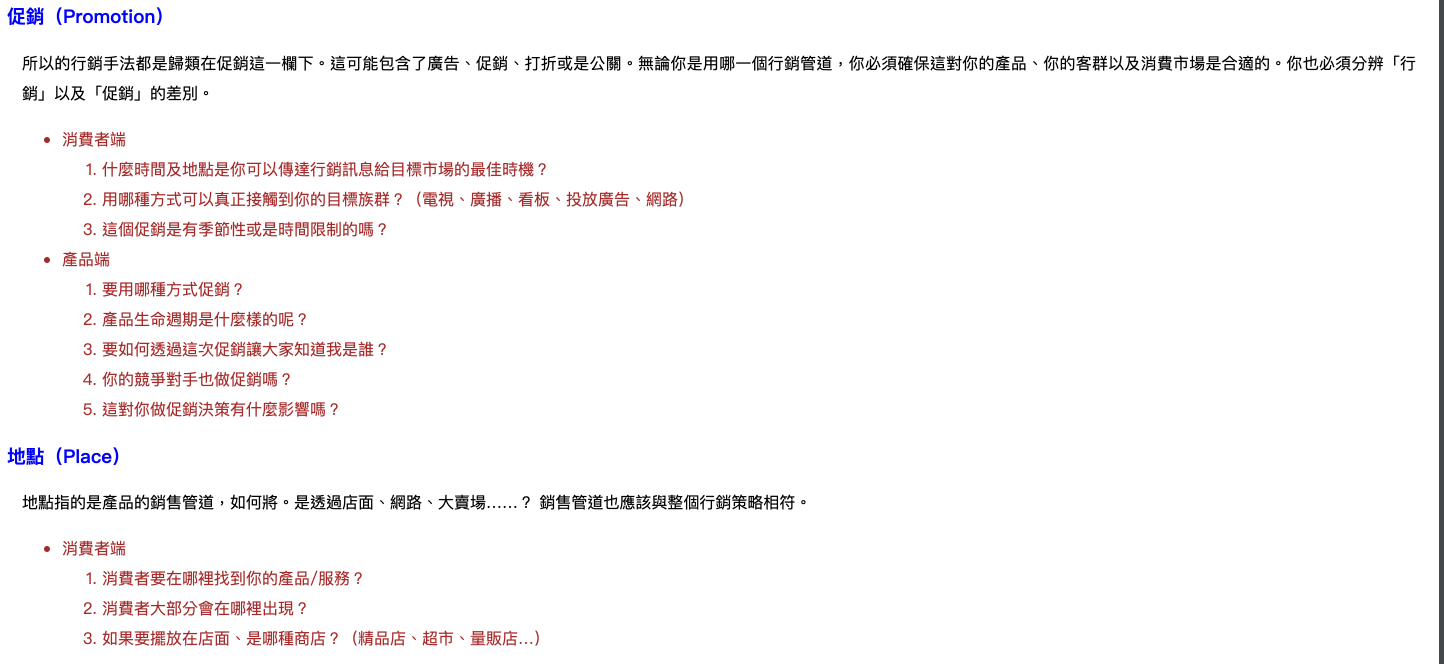 促銷（Promotion）
所以的行銷手法都是歸類在促銷這一欄下。這可能包含了廣告、促銷、打折或是公關。無論你是用哪一個行銷管道，你必須確保這對你的產品、你的客群以及消費市場是合適的。你也必須分辨「行
銷」以及「促銷」的差別。
• 消費者端
1. 什麼時間及地點是你可以傳達行銷訊息給目標市場的最佳時機？
2. 用哪種方式可以真正接觸到你的目標族群？（電視、廣播、看板、投放廣告、網路）
3. 這個促銷是有季節性或是時間限制的嗎？
• 產品端
1. 要用哪種方式促銷？
2. 產品生命週期是什麼樣的呢？
3. 要如何透過這次促銷讓大家知道我是誰？
4. 你的競爭對手也做促銷嗎？
5. 這對你做促銷決策有什麼影響嗎？
地點（Place）
地點指的是產品的銷售管道，如何將。是透過店面、網路、大賣場……？ 銷售管道也應該與整個行銷策略相符。
• 消費者端
1. 消費者要在哪裡找到你的產品/服務？
2. 消費者大部分會在哪裡出現？
3. 如果要擺放在店面、是哪種商店？（精品店、超市、量販店...）